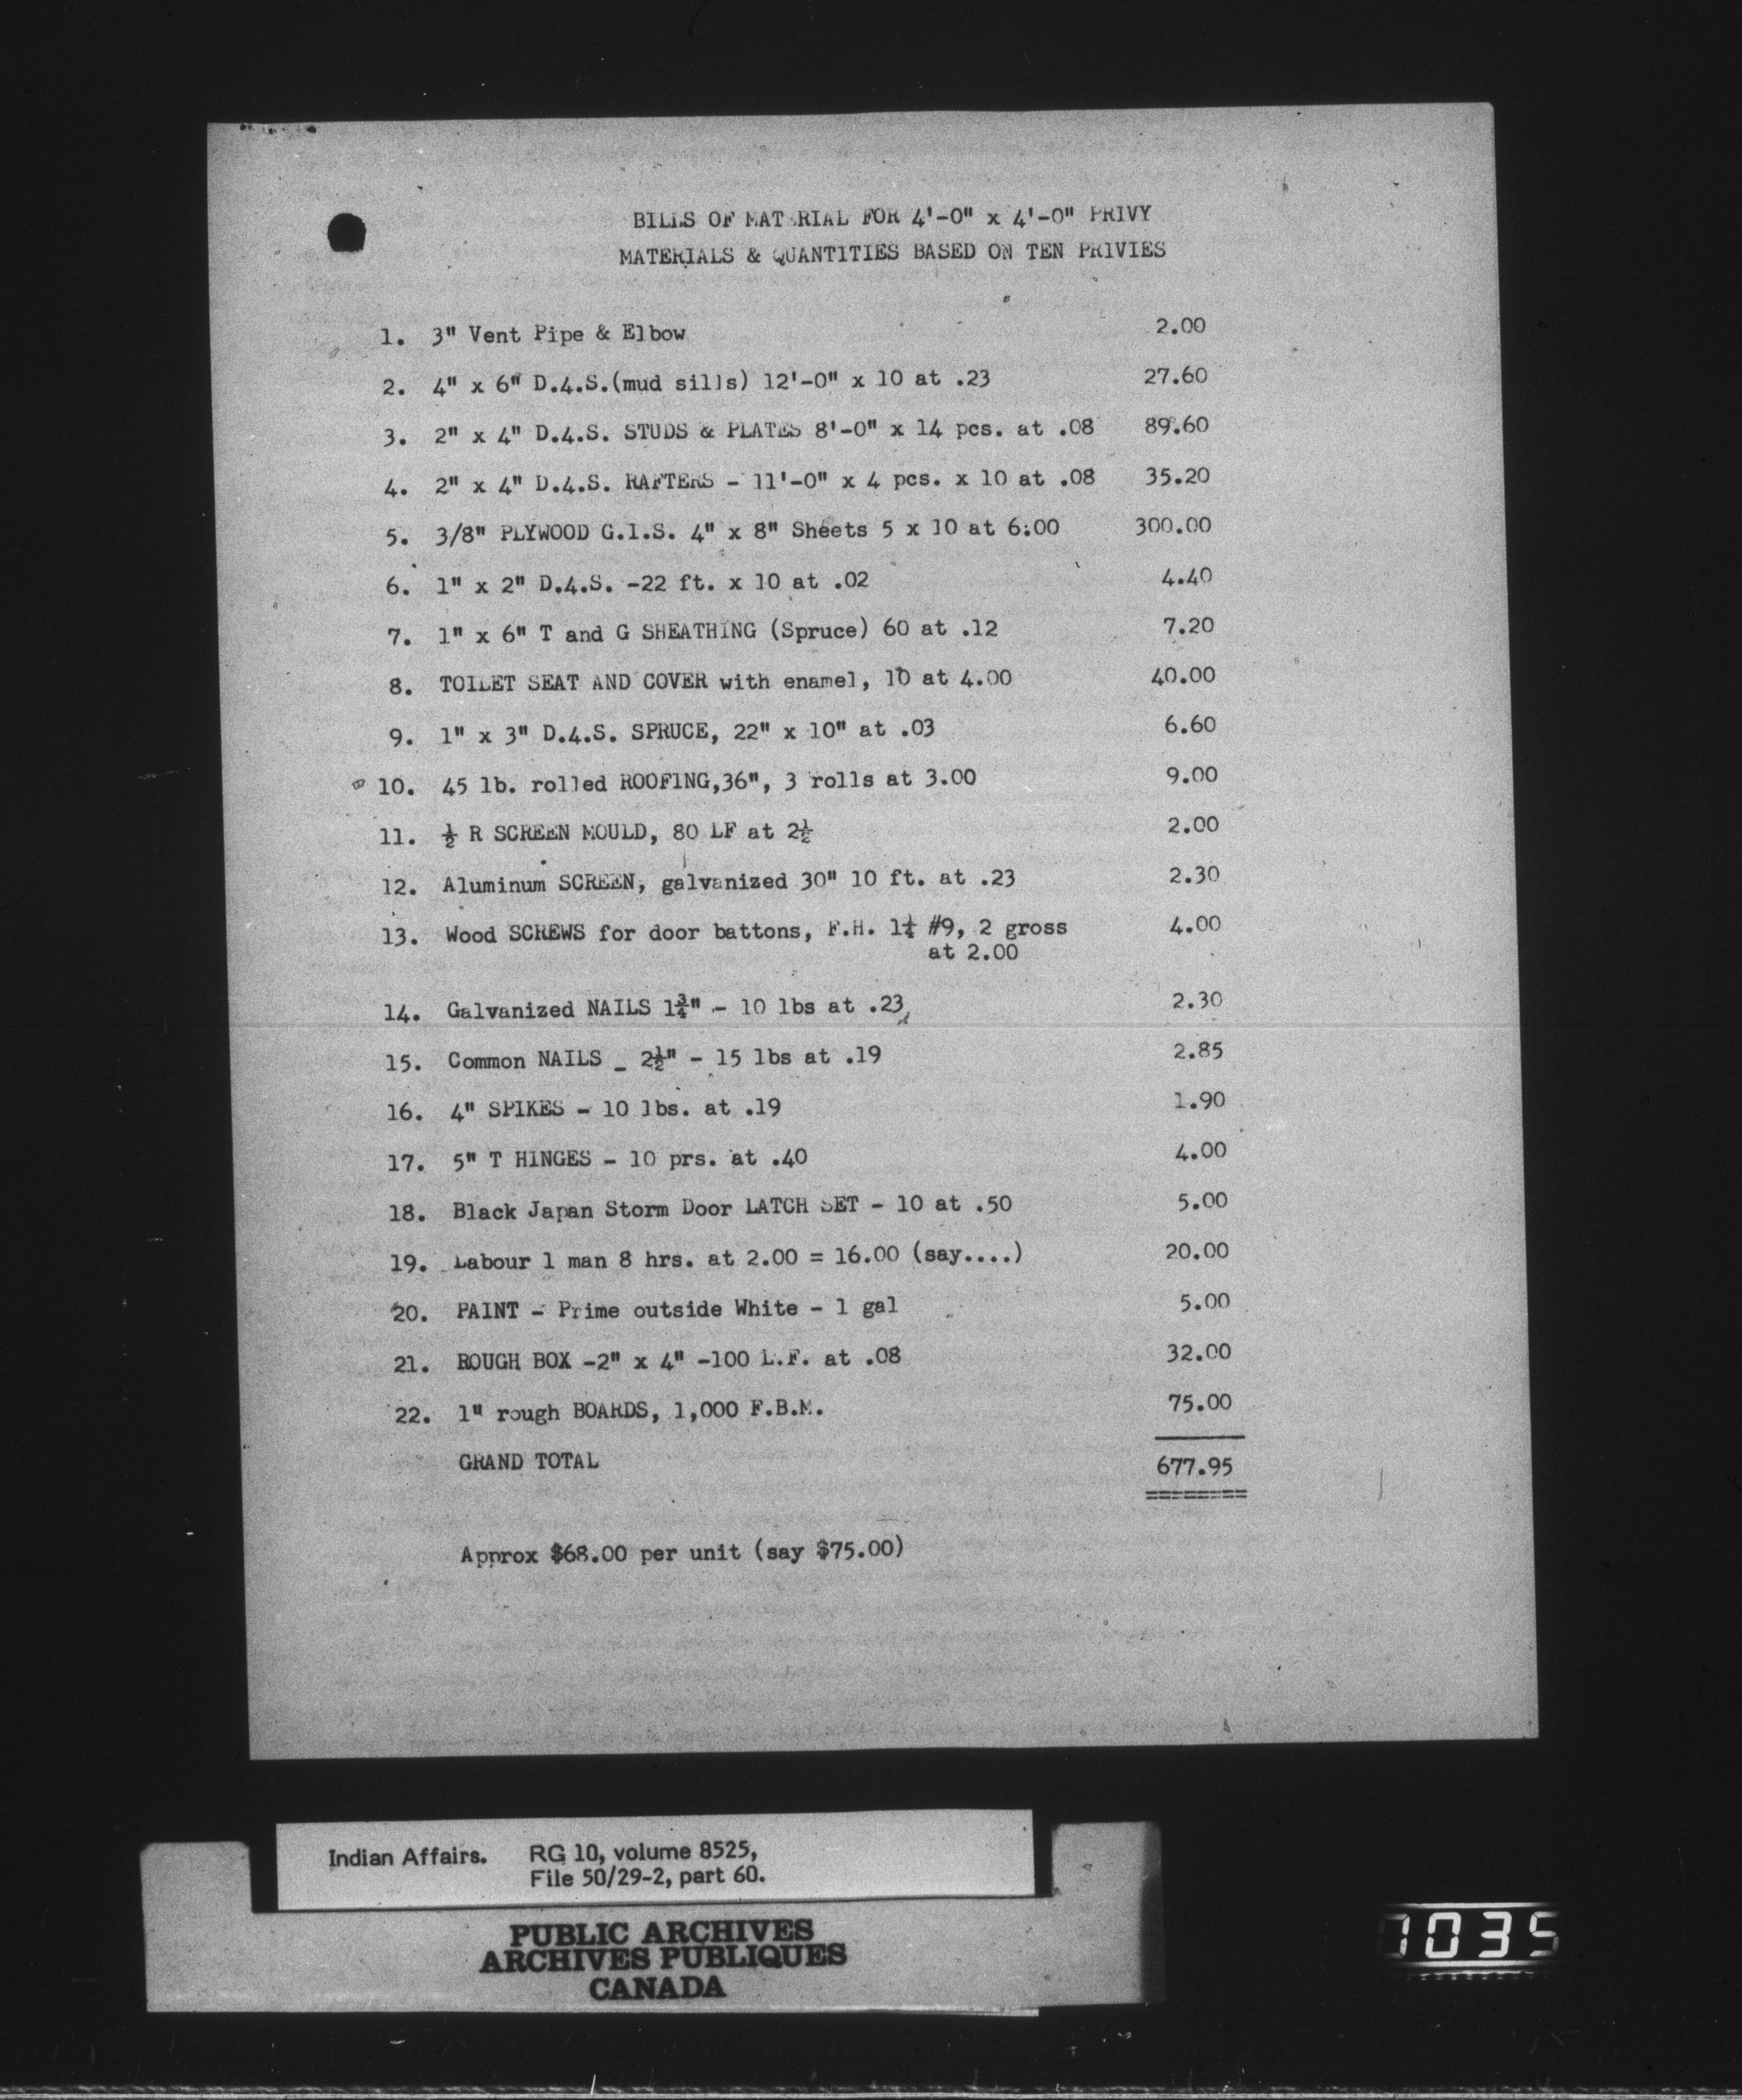 BILLS OF MATERIAL FOR 4'-0" x 4'-0" PRIVY
MATERIALS & QUANTITIES BASED ON TEN PRIVIES
1. 3" Vent Pipe & Elbow 2.00
2. 4" x 6" D.4.S.(mud sills) 12'-0" x 10 at .23 27.60
3. 2" x 4" D.4.S. STUDS & PLATES 8'-0" x 14 pcs. at .08 89.60
4. 2" x 4" D.4.S. RAFTERS - 11'-0" x 4 pcs. x 10 at .08 35.20
5. 3/8" PLYWOOD G.I.S. 4" x 8" Sheets 5 x 10 at 6.00 300.00
6. 1" x 2" D.4.S. -22 ft. x 10 at .02 4.40
7. 1" x 6" T and G SHEATHING (Spruce) 60 at .12 7.20
8. TOILET SEAT AND COVER with enamel, 10 at 4.00 40.00
9. 1" x 3" D.4.S. SPRUCE, 22" x 10" at .03 6.60
10. 45 lb. rolled ROOFING,36", 3 rolls at 3.00 9.00
11. ½ R SCREEN MOULD, 80 LF at 2½ 2.00
12. Aluminum SCREEN, galvanized 30" 10 ft. at .23 2.30
13. Wood SCREWS for door battons, F.H. 1¼ #9, 2 gross 4.00
at 2.00
14. Galvanized NAILS 1¾" - 10 lbs at .23 2.30
15. Common NAILS _ 2½" - 15 lbs at .19 2.85
16. 4" SPIKES - 10 lbs. at .19 1.90
17. 5" T HINGES - 10 prs. at .40 4.00
18. Black Japan Storm Door LATCH SET - 10 at .50 5.00
19. Labour 1 man 8 hrs. at 2.00 = 16.00 (say....) 20.00
20. PAINT - Prime outside White - 1 gal 5.00
21. ROUGH BOX -2" x 4" -100 L.F. at .08 32.00
22. 1" rough BOARDS, 1,000 F.B.M. 75.00
GRAND TOTAL 677.95
Approx $68.00 per unit (say $75.00)
Indian Affairs. RG 10, volume 8525,
File 50/29-2, part 60.
PUBLIC ARCHIVES
ARCHIVES PUBLIQUES
CANADA
1035